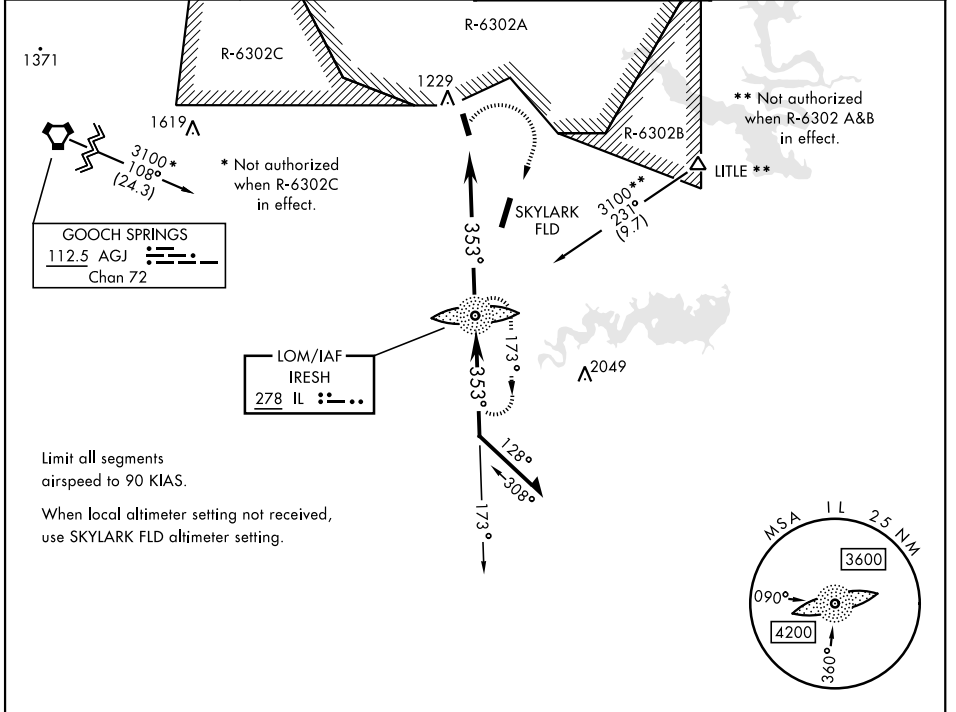 R-6302A
R-6302C
1371
1229
1619
** Not authorized
when R-6302 A&B
in effect.
R-6302B
3100*
108°
(24.3)
* Not authorized
when R-6302C
in effect.
LITLE **
3100**
231°
(9.7)
SKYLARK
FLD
GOOCH SPRINGS
112.5 AGJ
Chan 72
353°
LOM/IAF
IRESH
278 IL
173°
353°
2049
128°
308°
173°
Limit all segments
airspeed to 90 KIAS.
When local altimeter setting not received,
use SKYLARK FLD altimeter setting.
MSA IL 25 NM
3600
090°
4200
360°